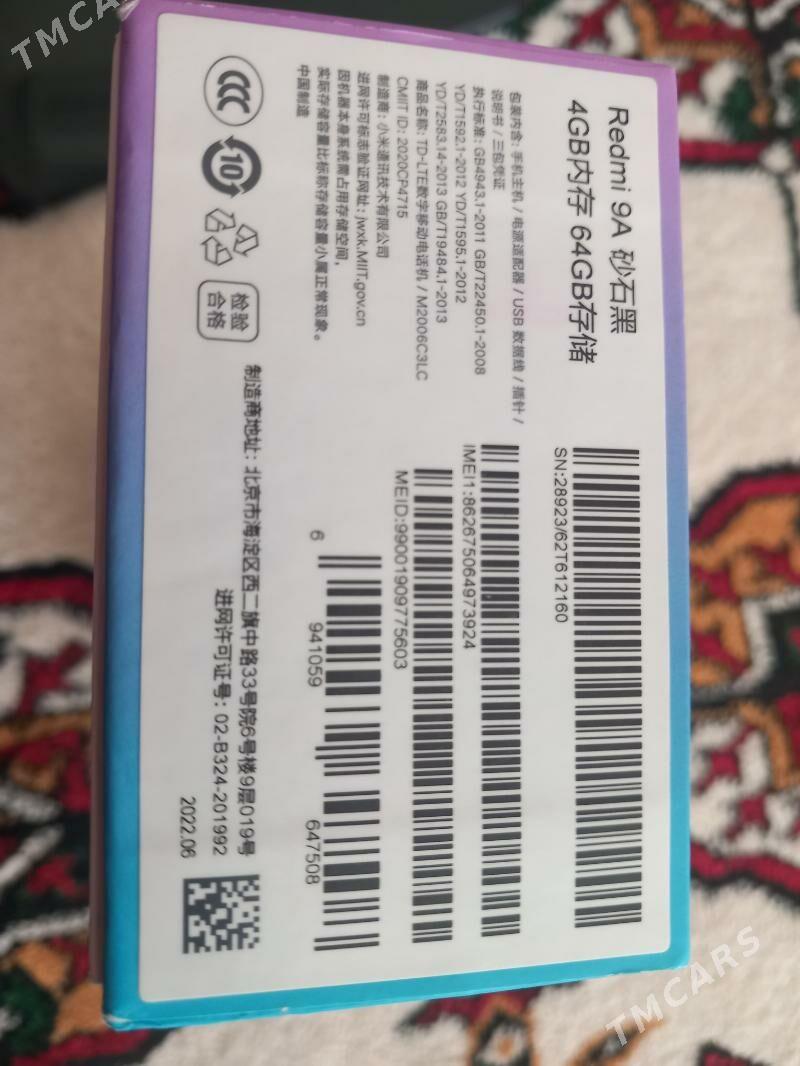 TMCARS
Redmi 9A 砂石黑
4GB内存 64GB存储
SN:28923/62T612160
包装内含: 手机主机 / 电源适配器 / USB 数据线 / 插针 /
说明书 / 三包凭证
执行标准: GB4943.1-2011 GB/T22450.1-2008
YD/T1592.1-2012 YD/T1595.1-2012
YD/T2583.14-2013 GB/T19484.1-2013
商品名称: TD-LTE数字移动电话机 / M2006C3LC
CMIIT ID: 2020CP4715
制造商: 小米通讯技术有限公司
进网许可标志验证网址: jwxk.MIIT.gov.cn
因机器本身系统需占用存储空间,
实际存储容量比标称存储容量小属正常现象。
中国制造
IMEI1:862675064973924
MEID:99001909775603
6 941059 647508
CCC
10
检验
合格
制造商地址: 北京市海淀区西二旗中路33号院6号楼9层019号
进网许可证号: 02-B324-201992
2022.06
TMCARS